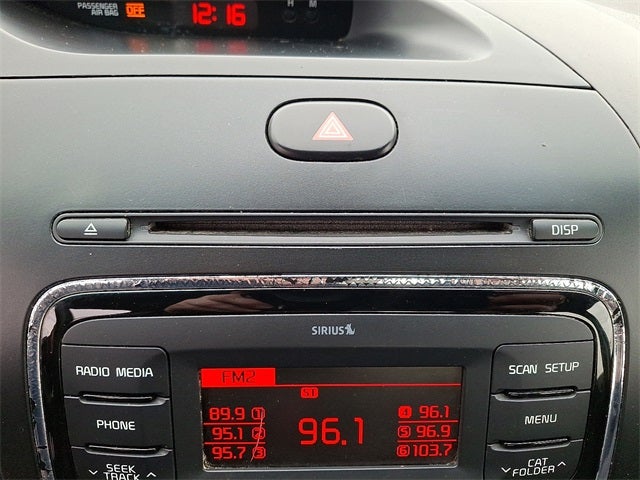 PASSENGER
AIR BAG OFF
12:16
H M
DISP
SIRIUS
RADIO MEDIA
SCAN SETUP
FM2
ST
89.9 1
4 96.1
PHONE
95.1 2
96.1
5 96.9
MENU
95.7 3
6 103.7
SEEK
TRACK
CAT
FOLDER